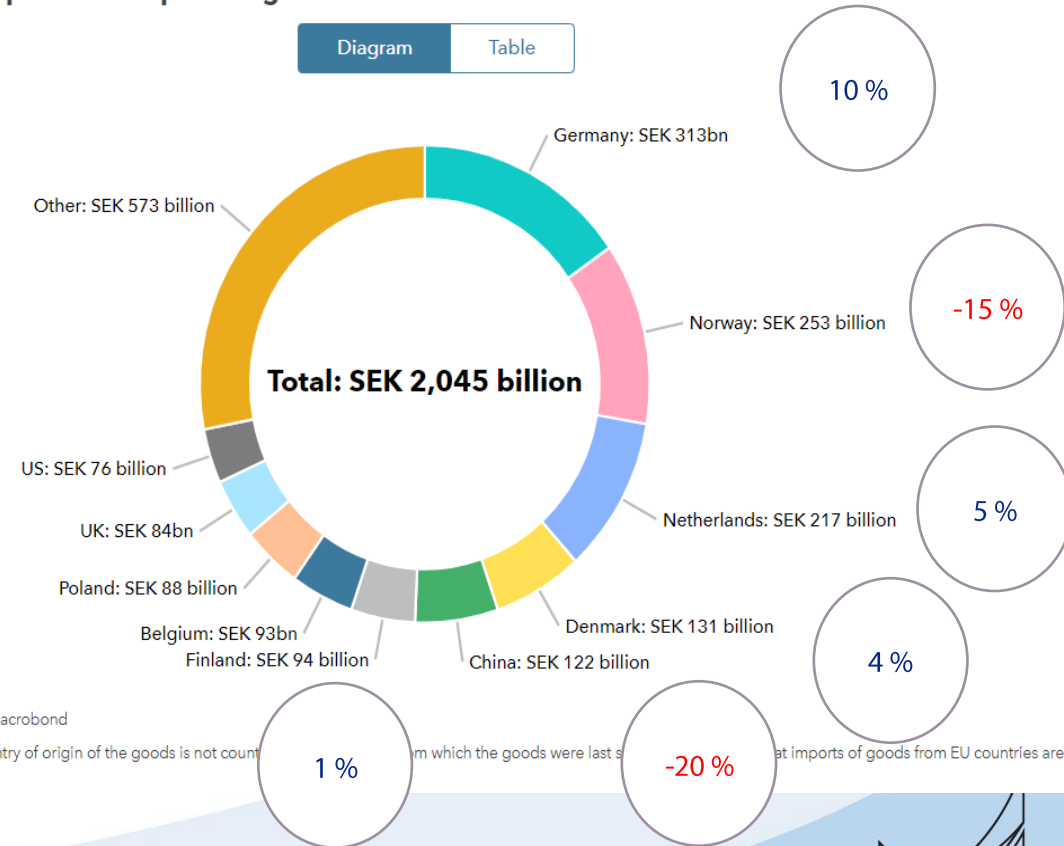 Diagram Table
10 %
Germany: SEK 313bn
Other: SEK 573 billion
-15 %
Norway: SEK 253 billion
Total: SEK 2,045 billion
US: SEK 76 billion
Netherlands: SEK 217 billion
5 %
UK: SEK 84bn
Poland: SEK 88 billion
Denmark: SEK 131 billion
Belgium: SEK 93bn
Finland: SEK 94 billion
China: SEK 122 billion
4 %
acrobond
ntry of origin of the goods is not count
m which the goods were last s
at imports of goods from EU countries are
1 %
-20 %